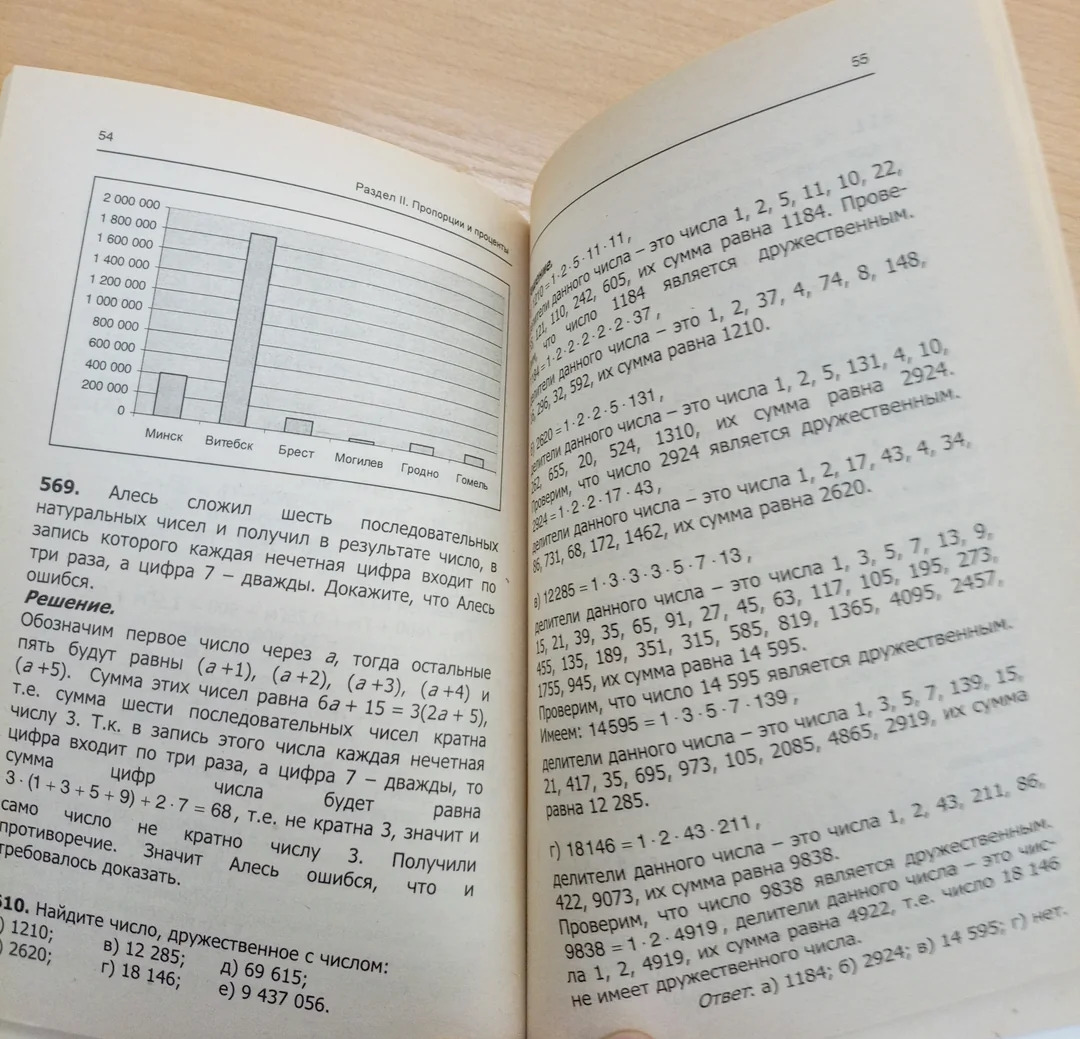 54
Раздел II. Пропорции и проценты
2 000 000
1 800 000
1 600 000
1 400 000
1 200 000
1 000 000
800 000
600 000
400 000
200 000
0
Минск Витебск Брест Могилев Гродно Гомель
569. Алесь сложил шесть последовательных
натуральных чисел и получил в результате число, в
запись которого каждая нечетная цифра входит по
три раза, а цифра 7 – дважды. Докажите, что Алесь
ошибся.
Решение.
Обозначим первое число через a, тогда остальные
пять будут равны (a+1), (a+2), (a+3), (a+4) и
(a+5). Сумма этих чисел равна 6a + 15 = 3(2a + 5),
т.е. сумма шести последовательных чисел кратна
числу 3. Т.к. в запись этого числа каждая нечетная
цифра входит по три раза, а цифра 7 – дважды, то
сумма цифр числа будет равна
3·(1 + 3 + 5 + 9) + 2·7 = 68, т.е. не кратна 3, значит и
само число не кратно числу 3. Получили
противоречие. Значит Алесь ошибся, что и
требовалось доказать.
610. Найдите число, дружественное с числом:
) 1210; в) 12 285; д) 69 615;
) 2620; г) 18 146; е) 9 437 056.
55
1210 = 1·2·5·11·11,
делители данного числа – это числа 1, 2, 5, 11, 10, 22,
121, 110, 242, 605, их сумма равна 1184. Прове-
что число 1184 является дружественным.
= 1·2·2·2·2·2·37,
делители данного числа – это 1, 2, 37, 4, 74, 8, 148,
296, 32, 592, их сумма равна 1210.
б) 2620 = 1·2·2·5·131,
делители данного числа – это числа 1, 2, 5, 131, 4, 10,
262, 655, 20, 524, 1310, их сумма равна 2924.
Проверим, что число 2924 является дружественным.
2924 = 1·2·2·17·43,
делители данного числа – это числа 1, 2, 17, 43, 4, 34,
86, 731, 68, 172, 1462, их сумма равна 2620.
в) 12285 = 1·3·3·3·5·7·13,
делители данного числа – это числа 1, 3, 5, 7, 13, 9,
15, 21, 39, 35, 65, 91, 27, 45, 63, 117, 105, 195, 273,
455, 135, 189, 351, 315, 585, 819, 1365, 4095, 2457,
1755, 945, их сумма равна 14 595.
Проверим, что число 14 595 является дружественным.
Имеем: 14595 = 1·3·5·7·139,
делители данного числа – это числа 1, 3, 5, 7, 139, 15,
21, 417, 35, 695, 973, 105, 2085, 4865, 2919, их сумма
равна 12 285.
г) 18146 = 1·2·43·211,
делители данного числа – это числа 1, 2, 43, 211, 86,
422, 9073, их сумма равна 9838.
Проверим, что число 9838 является дружественным.
9838 = 1·2·4919, делители данного числа – это чис-
ла 1, 2, 4919, их сумма равна 4922, т.е. число 18 146
не имеет дружественного числа.
Ответ: а) 1184; б) 2924; в) 14 595; г) нет.